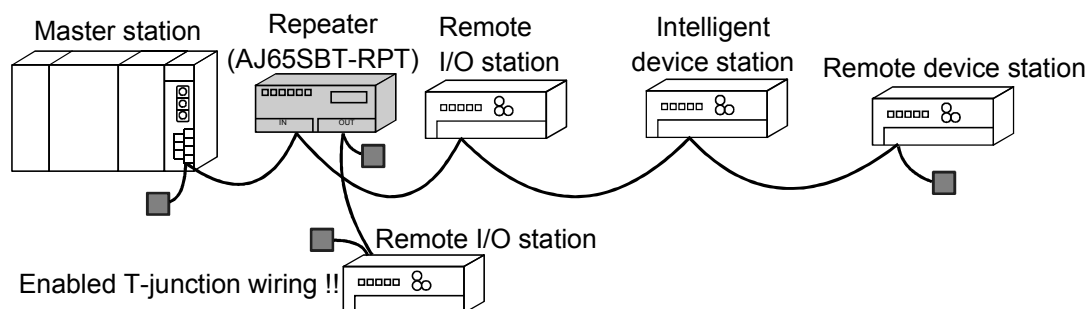 Master station
Repeater
(AJ65SBT-RPT)
Remote
I/O station
Intelligent
device station
Remote device station
IN
OUT
Remote I/O station
Enabled T-junction wiring !!